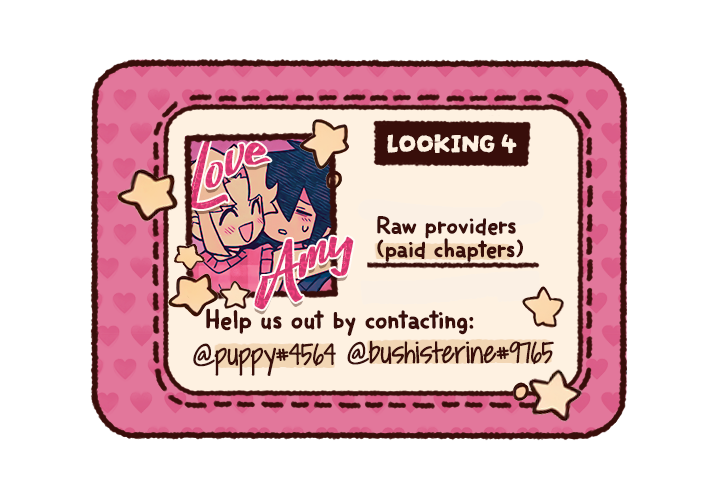 Love
Amy
LOOKING 4
Raw providers
(paid chapters)
Help us out by contacting:
@puppy#4564 @bushisterine#9765